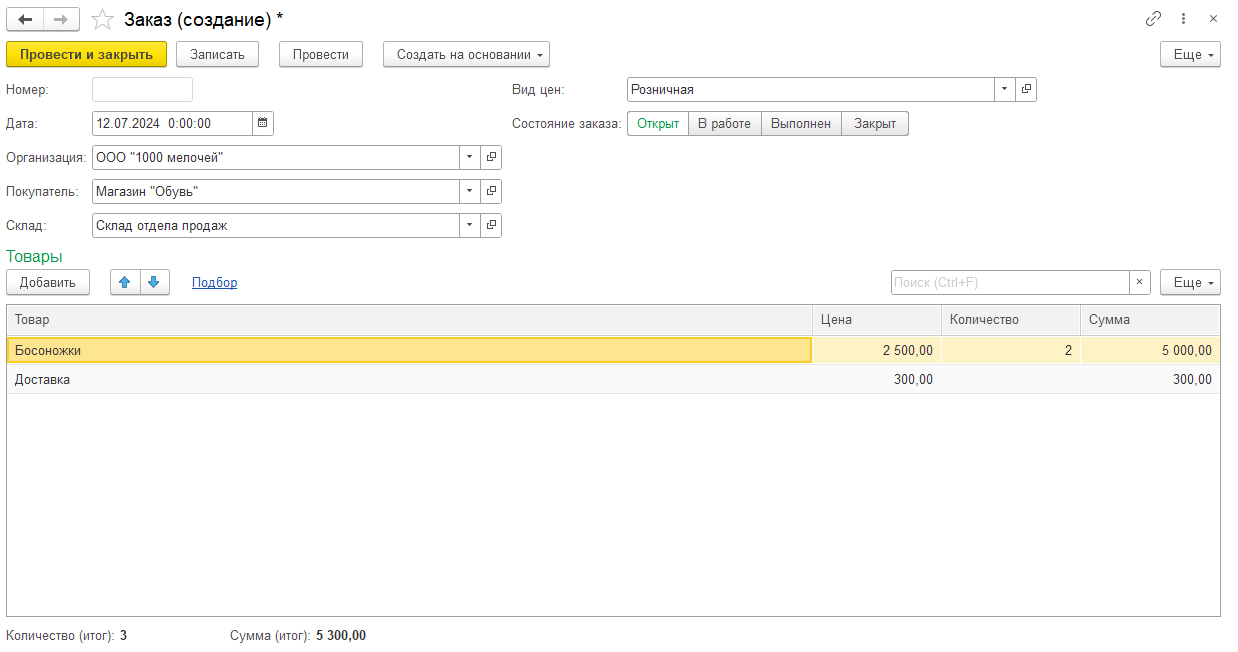 Заказ (создание) *
Провести и закрыть Записать Провести Создать на основании Еще
Номер: Вид цен: Розничная
Дата: 12.07.2024 0:00:00 Состояние заказа: Открыт В работе Выполнен Закрыт
Организация: ООО "1000 мелочей"
Покупатель: Магазин "Обувь"
Склад: Склад отдела продаж
Товары
Добавить Подбор Поиск (Ctrl+F) × Еще
Товар Цена Количество Сумма
Босоножки 2 500,00 2 5 000,00
Доставка 300,00 300,00
Количество (итог): 3 Сумма (итог): 5 300,00